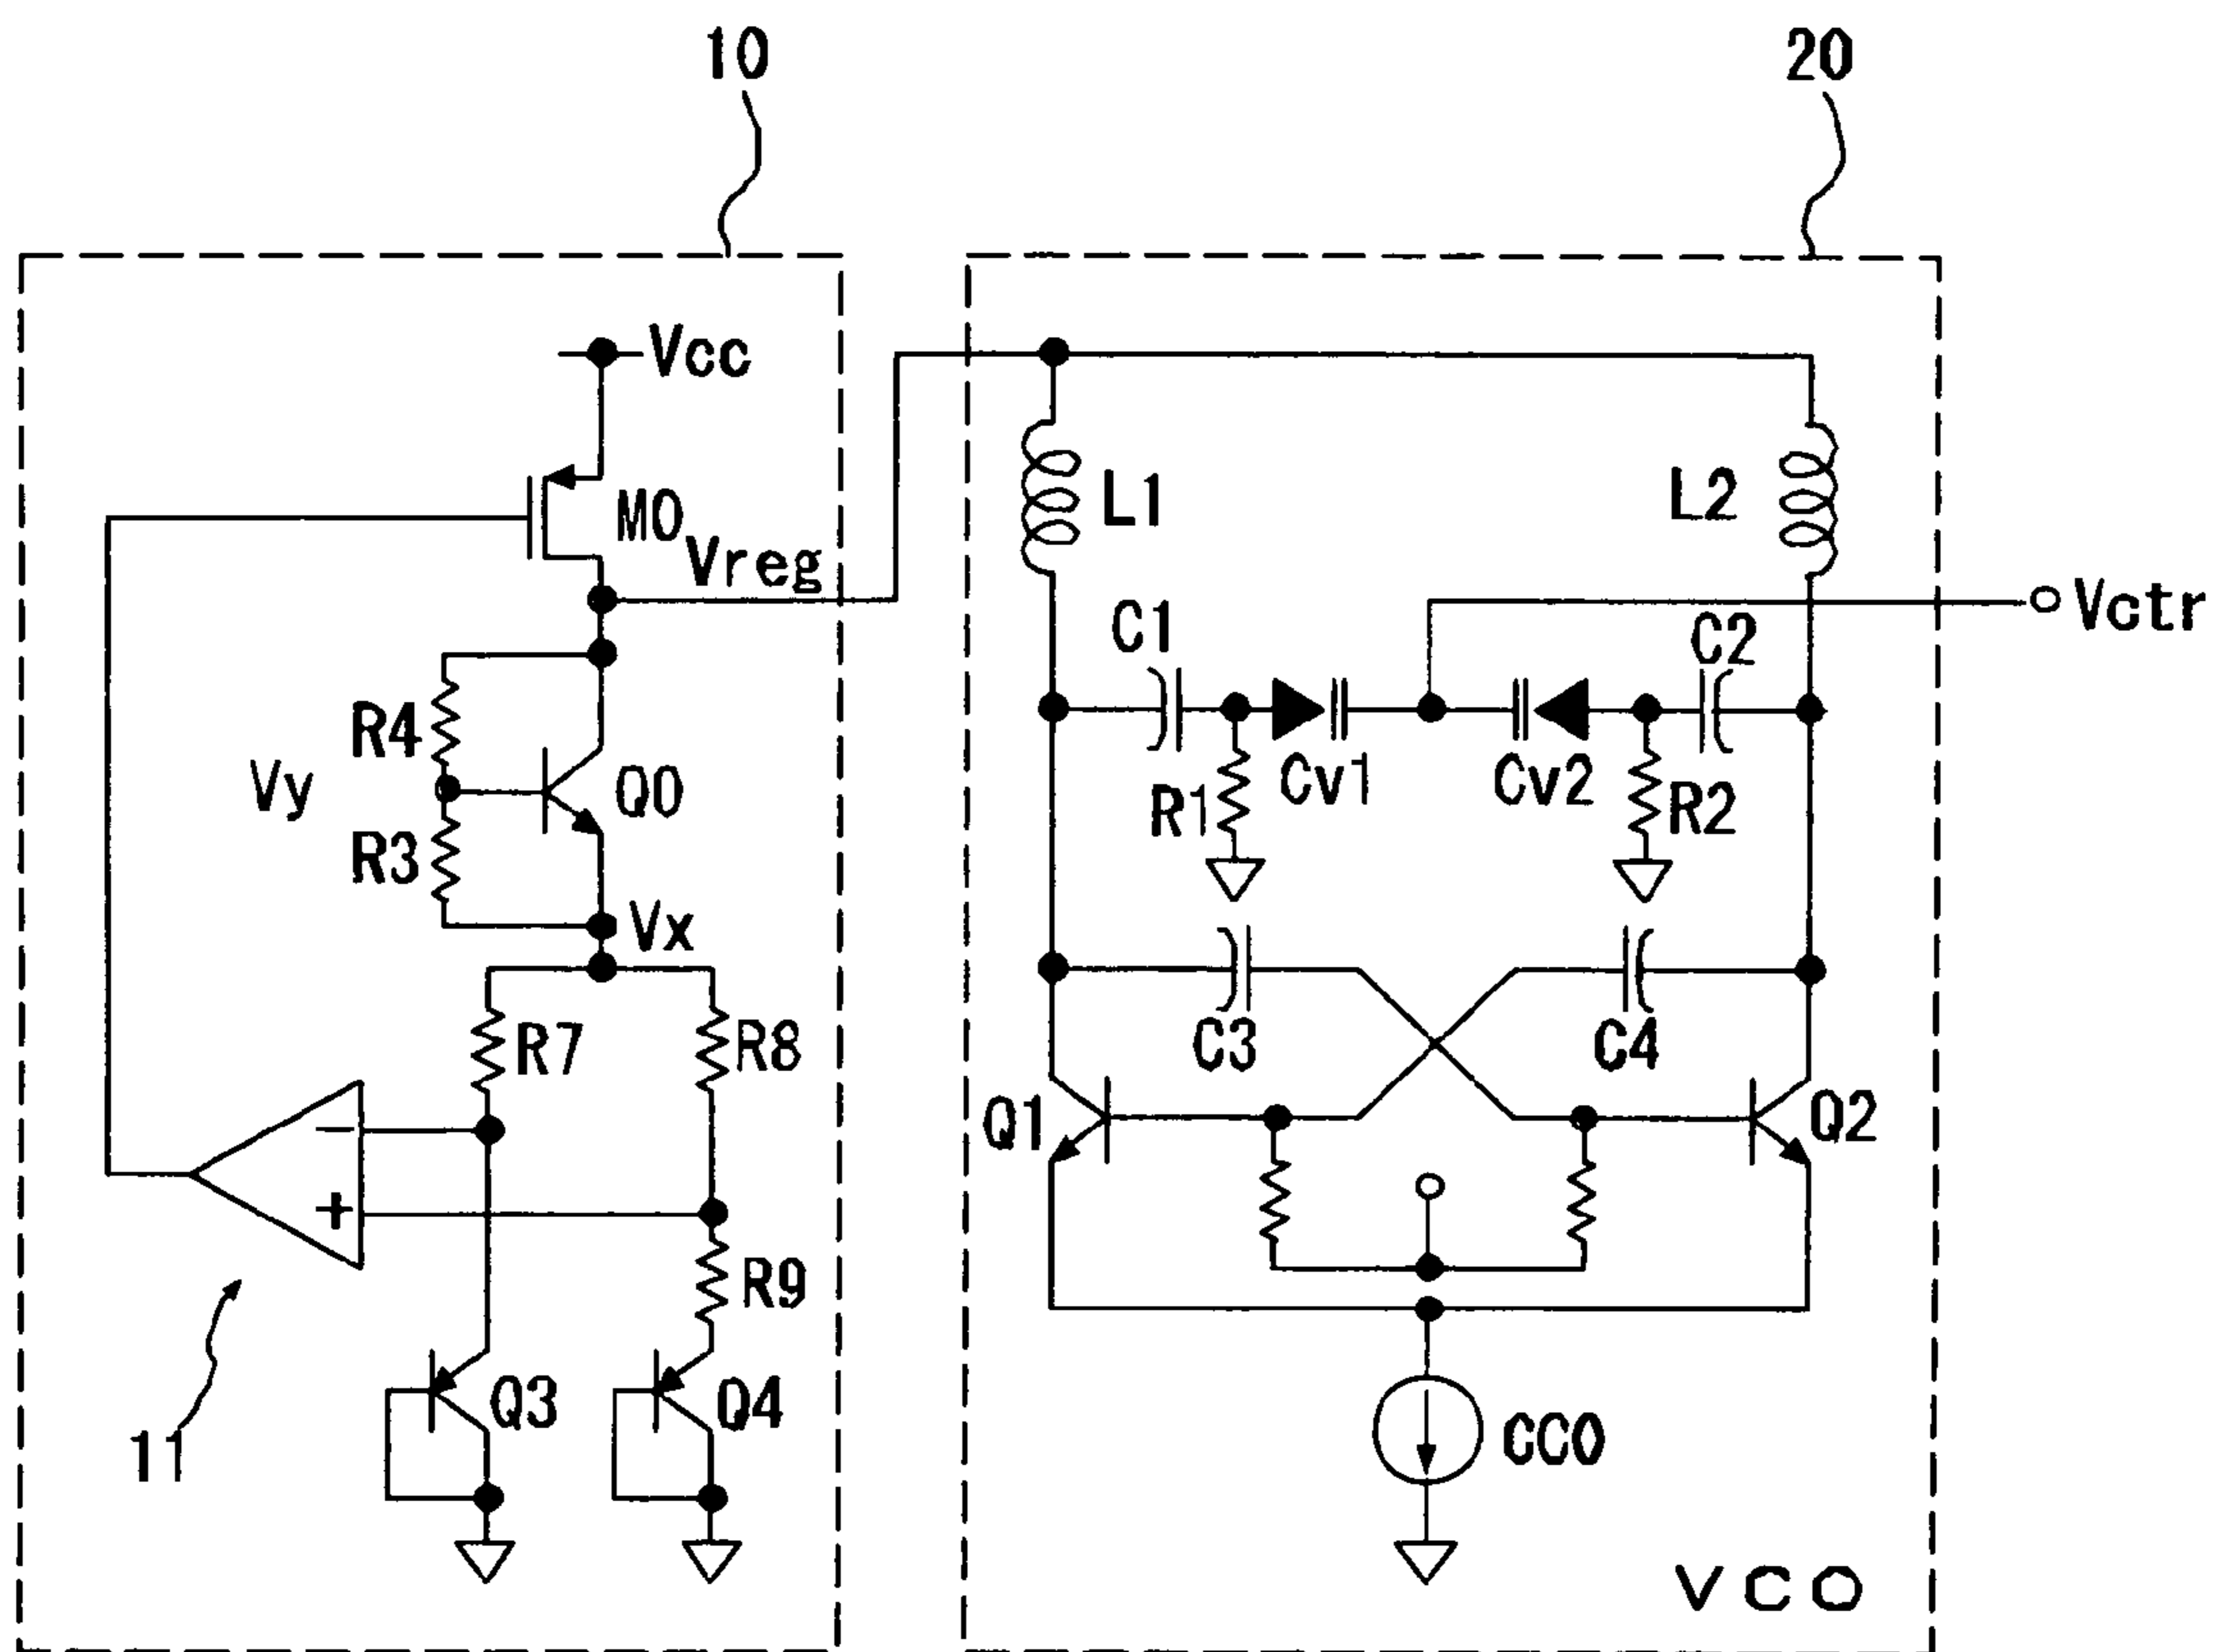 10
20
Vcc
M0
Vreg
L1
L2
Vctr
C1
C2
R4
Vy
Q0
R3
R1
Cv1
Cv2
R2
Vx
R7
R8
C3
C4
Q1
Q2
−
+
R9
Q3
Q4
11
CC0
VCO